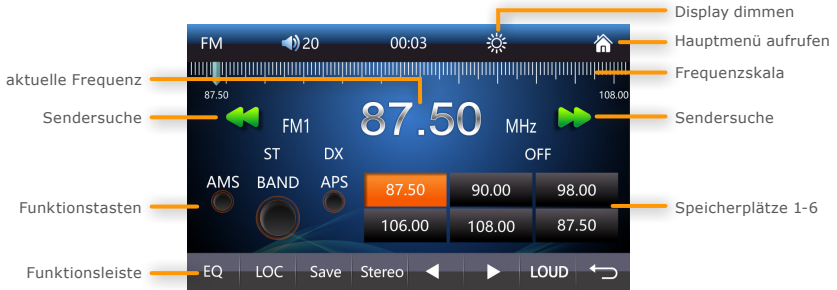 Display dimmen
FM 20 00:03
Hauptmenü aufrufen
Frequenzskala
aktuelle Frequenz
87.50 108.00
Sendersuche
FM1 87.50 MHz
Sendersuche
ST DX OFF
AMS BAND APS
87.50 90.00 98.00
Funktionstasten
106.00 108.00 87.50
Speicherplätze 1-6
Funktionsleiste
EQ LOC Save Stereo LOUD